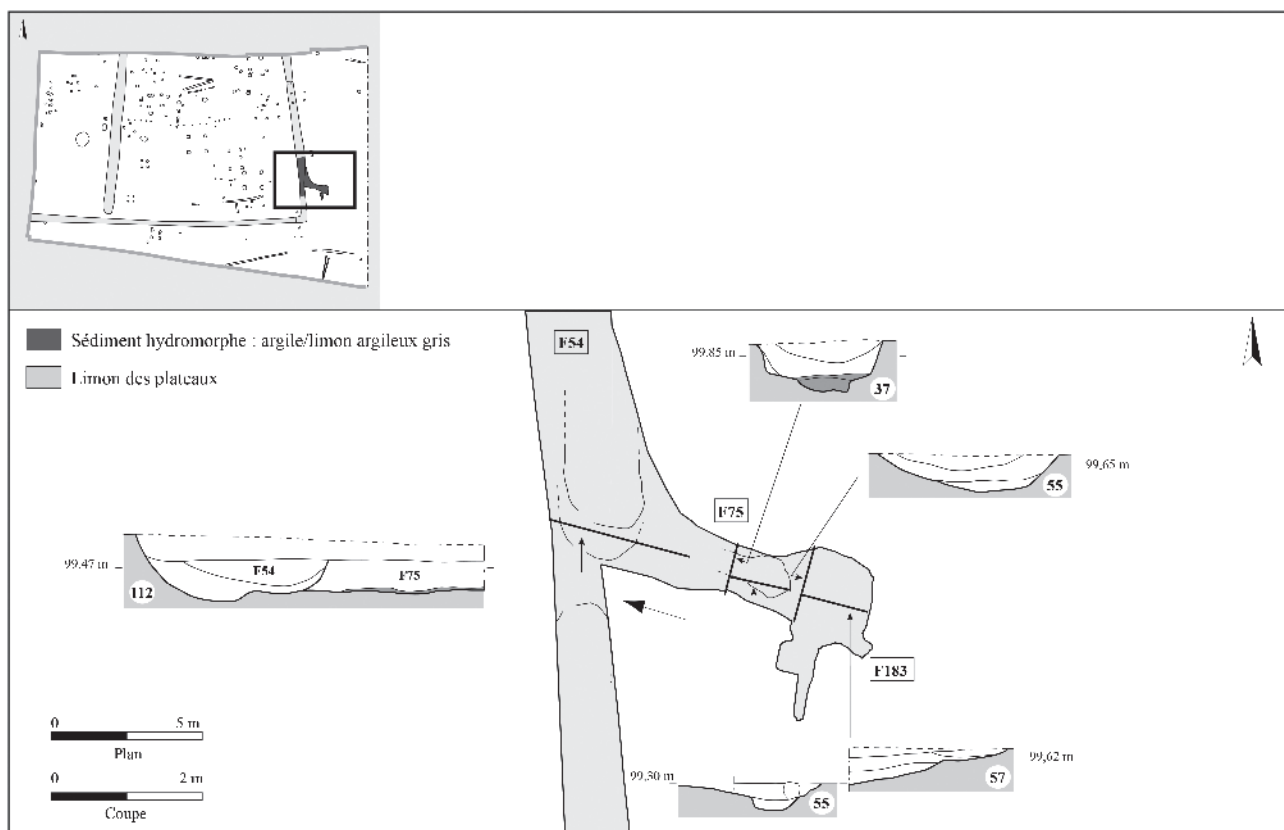 Sédiment hydromorphe : argile/limon argileux gris
Limon des plateaux
F54
99.85 m
37
99,65 m
55
F75
99.47 m
F54
F75
112
F183
0 5 m
Plan
0 2 m
Coupe
99,30 m
55
99,62 m
57